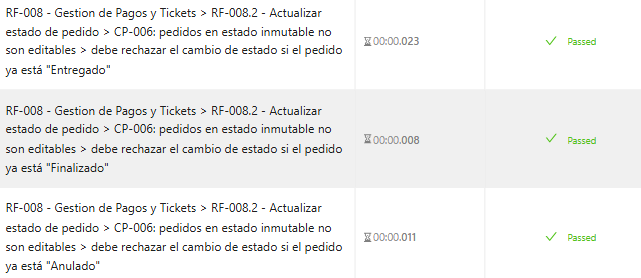 RF-008 - Gestion de Pagos y Tickets > RF-008.2 - Actualizar
estado de pedido > CP-006: pedidos en estado inmutable no
son editables > debe rechazar el cambio de estado si el pedido
ya está "Entregado"
00:00.023
Passed
RF-008 - Gestion de Pagos y Tickets > RF-008.2 - Actualizar
estado de pedido > CP-006: pedidos en estado inmutable no
son editables > debe rechazar el cambio de estado si el pedido
ya está "Finalizado"
00:00.008
Passed
RF-008 - Gestion de Pagos y Tickets > RF-008.2 - Actualizar
estado de pedido > CP-006: pedidos en estado inmutable no
son editables > debe rechazar el cambio de estado si el pedido
ya está "Anulado"
00:00.011
Passed